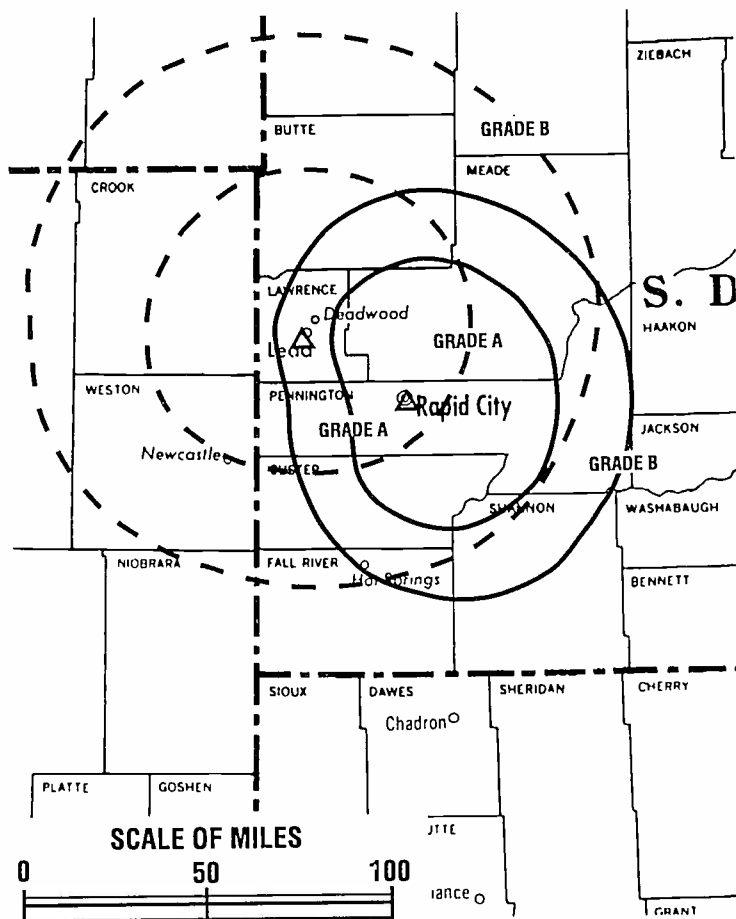 ZIEBACH
BUTTE
GRADE B
MEADE
CROOK
LAWRENCE
S. D
Deadwood
HAAKON
Lead
GRADE A
WESTON
PENNINGTON
Rapid City
GRADE A
JACKSON
Newcastle
GRADE B
CUSTER
SHANNON
WASHABAUGH
NIOBRARA
FALL RIVER
Hot Springs
BENNETT
SIOUX
DAWES
SHERIDAN
CHERRY
Chadron
PLATTE
GOSHEN
SCALE OF MILES
UTTE
0
50
100
iance
GRANT